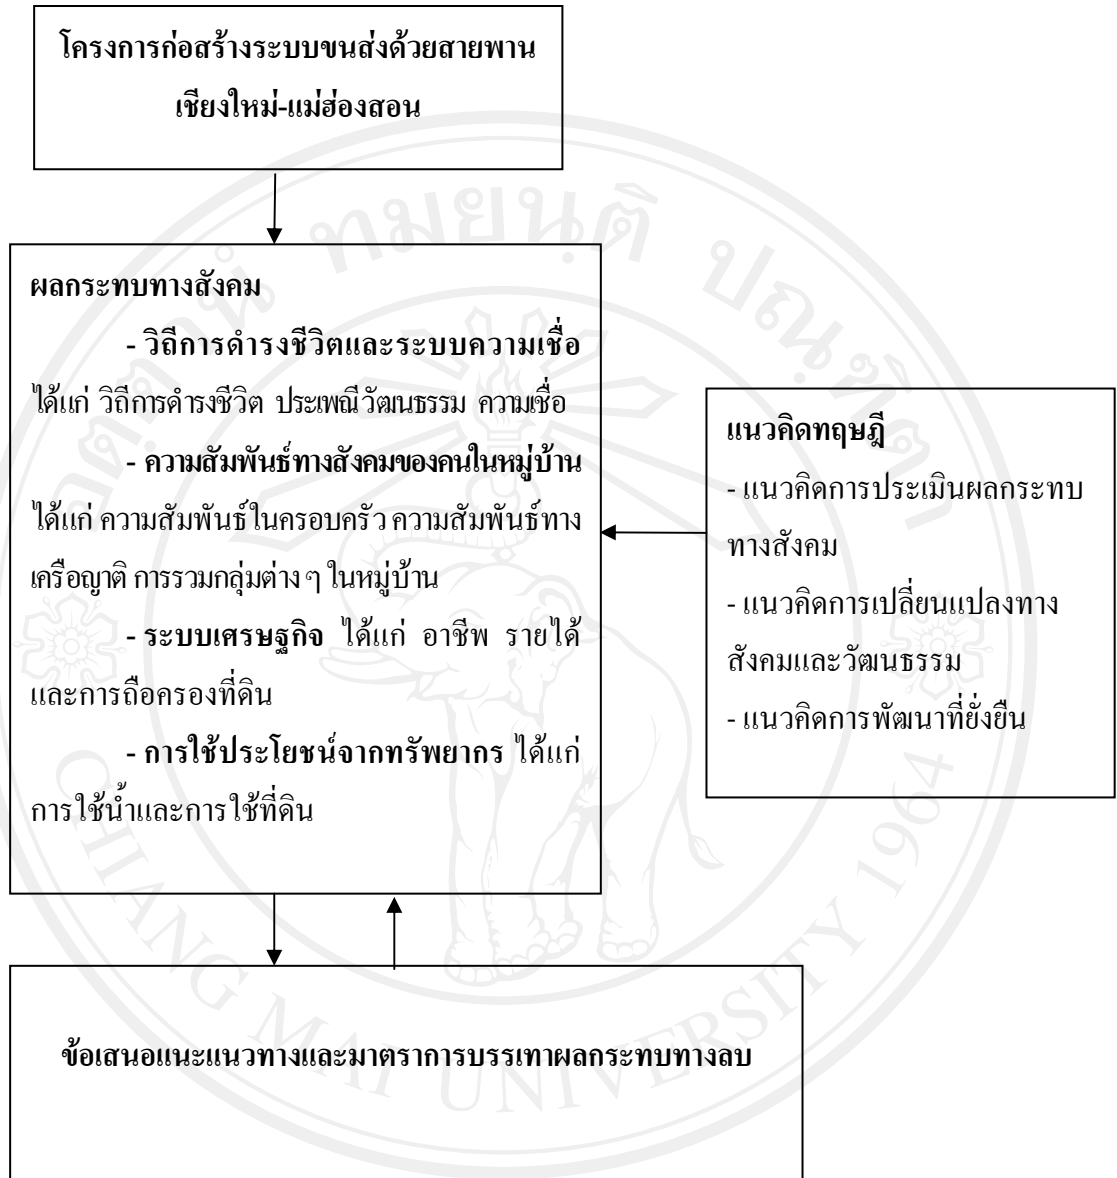 โครงการก่อสร้างระบบขนส่งด้วยสายพาน
เชียงใหม่-แม่ฮ่องสอน
ผลกระทบทางสังคม
- วิถีการดำรงชีวิตและระบบความเชื่อ
ได้แก่ วิถีการดำรงชีวิต ประเพณีวัฒนธรรม ความเชื่อ
- ความสัมพันธ์ทางสังคมของคนในหมู่บ้าน
ได้แก่ ความสัมพันธ์ในครอบครัว ความสัมพันธ์ทาง
เครือญาติ การรวมกลุ่มต่าง ๆ ในหมู่บ้าน
- ระบบเศรษฐกิจ ได้แก่ อาชีพ รายได้
และการถือครองที่ดิน
- การใช้ประโยชน์จากทรัพยากร ได้แก่
การใช้น้ำและการใช้ที่ดิน
แนวคิดทฤษฎี
- แนวคิดการประเมินผลกระทบ
ทางสังคม
- แนวคิดการเปลี่ยนแปลงทาง
สังคมและวัฒนธรรม
- แนวคิดการพัฒนาที่ยั่งยืน
ข้อเสนอแนะแนวทางและมาตราการบรรเทาผลกระทบทางลบ
อตฺตานํ ทมยนฺติ ปณฺฑิตา
CHIANG MAI UNIVERSITY 1964